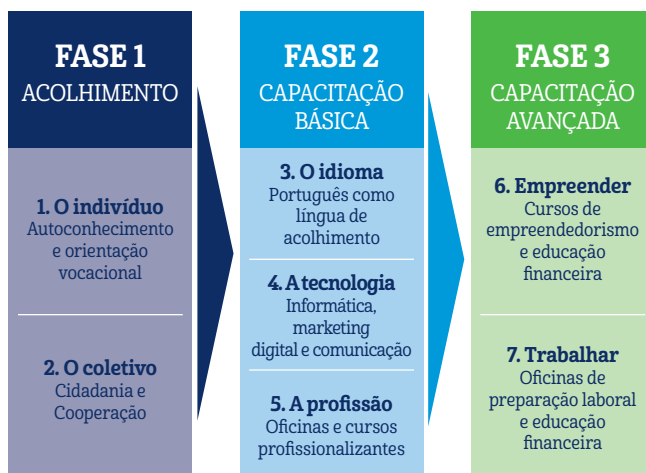 FASE 1
ACOLHIMENTO
1. O indivíduo
Autoconhecimento
e orientação
vocacional
2. O coletivo
Cidadania e
Cooperação
FASE 2
CAPACITAÇÃO
BÁSICA
3. O idioma
Português como
língua de
acolhimento
4. A tecnologia
Informática,
marketing
digital e comunicação
5. A profissão
Oficinas e cursos
profissionalizantes
FASE 3
CAPACITAÇÃO
AVANÇADA
6. Empreender
Cursos de
empreendedorismo
e educação
financeira
7. Trabalhar
Oficinas de
preparação laboral
e educação
financeira